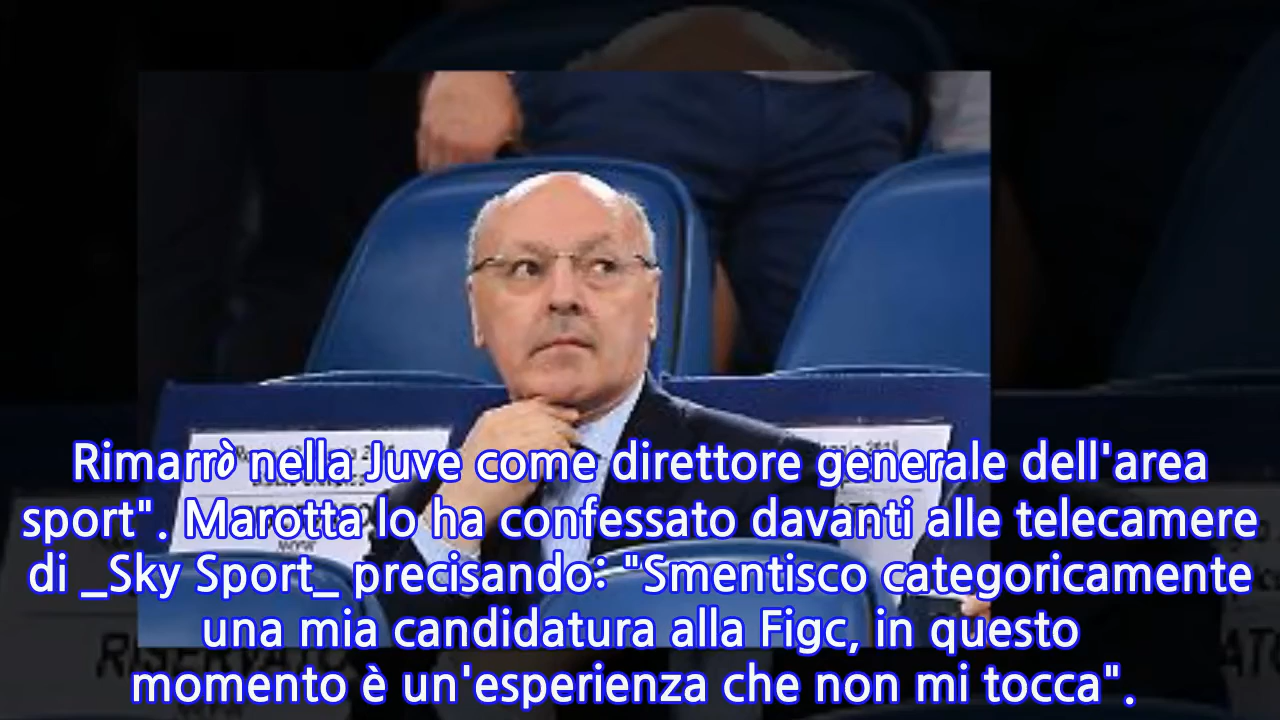 Rimarrò nella Juve come direttore generale dell'area
sport". Marotta lo ha confessato davanti alle telecamere
di _Sky Sport_ precisando: "Smentisco categoricamente
una mia candidatura alla Figc, in questo
momento è un'esperienza che non mi tocca".
RISERVATO